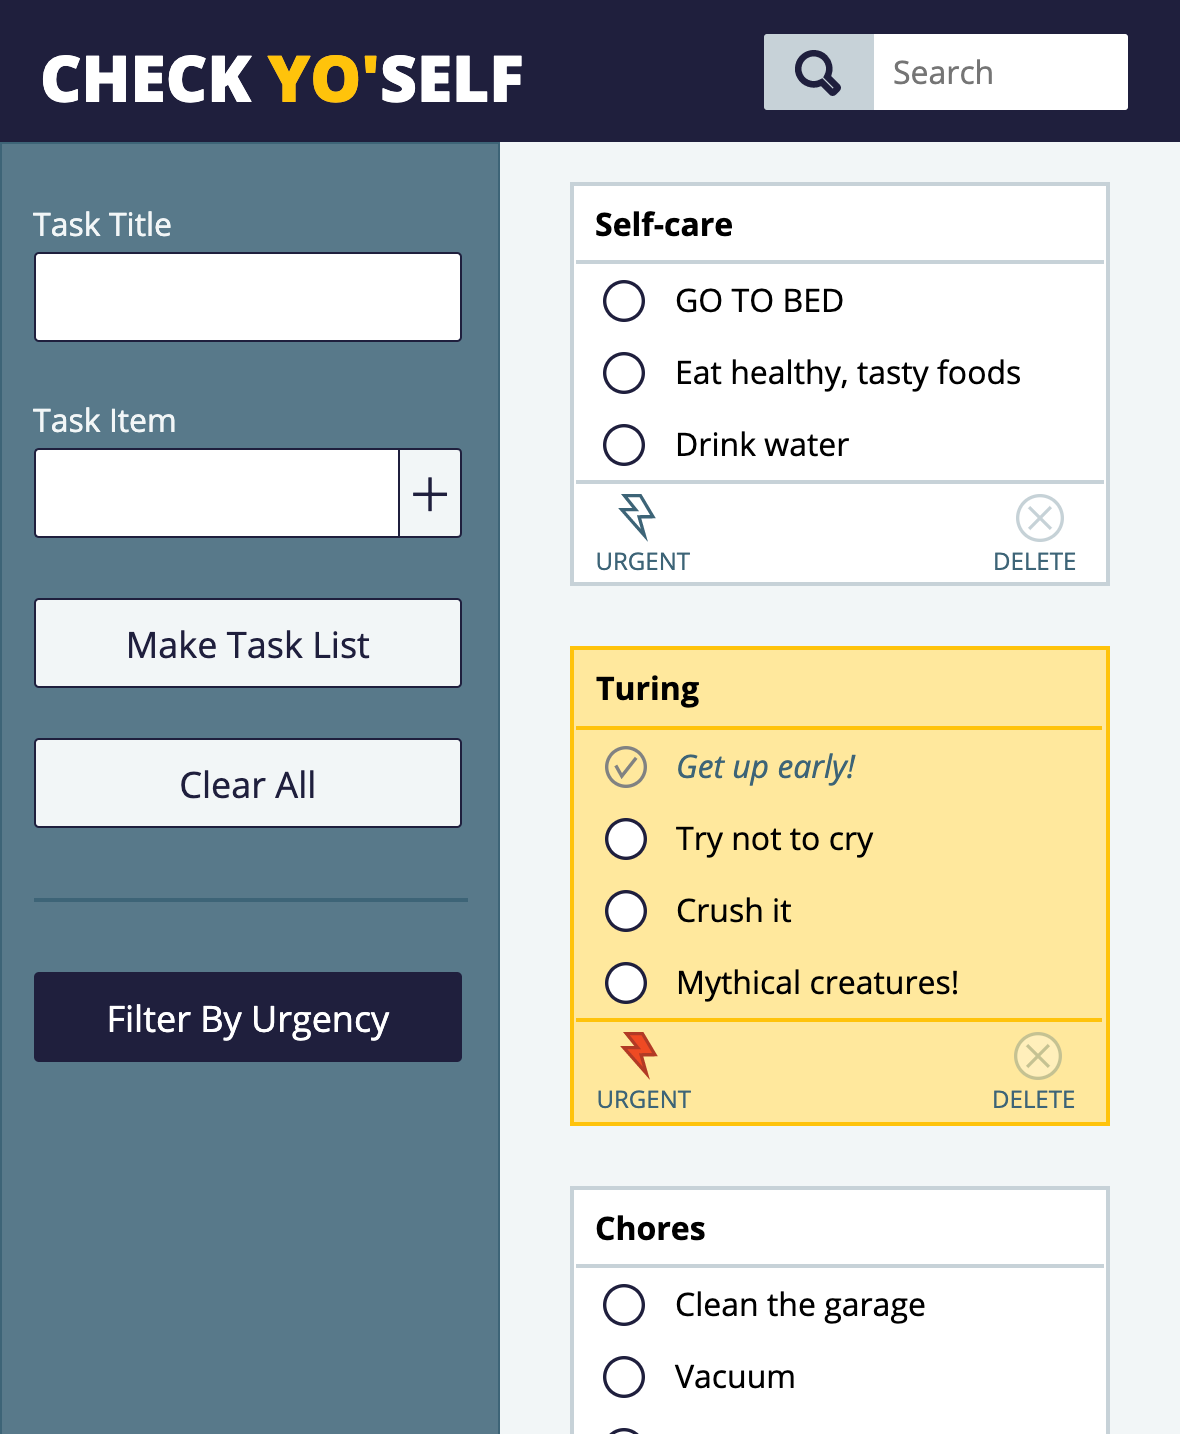 CHECK YO'SELF
Search
Task Title
Task Item
Make Task List
Clear All
Filter By Urgency
Self-care
GO TO BED
Eat healthy, tasty foods
Drink water
URGENT DELETE
Turing
Get up early!
Try not to cry
Crush it
Mythical creatures!
URGENT DELETE
Chores
Clean the garage
Vacuum